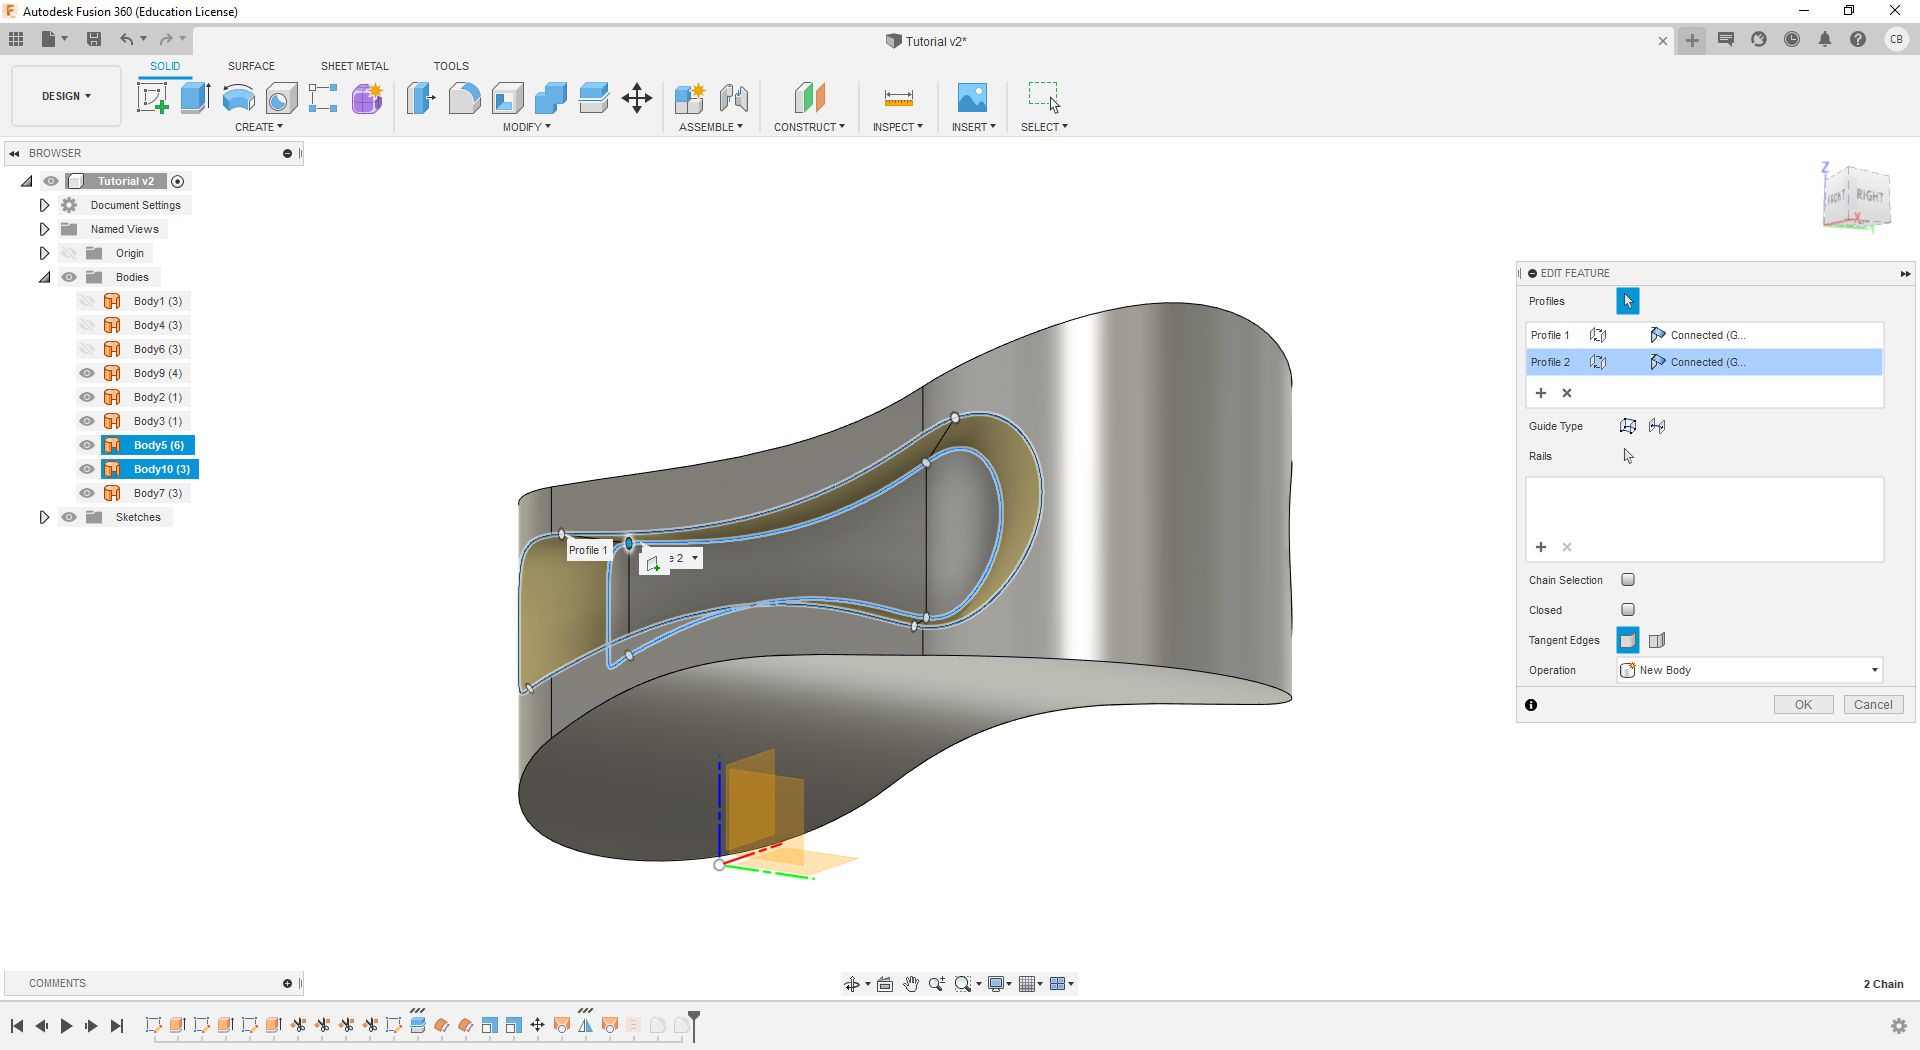 Autodesk Fusion 360 (Education License)
Tutorial v2*
CB
DESIGN
SOLID
SURFACE
SHEET METAL
TOOLS
CREATE
MODIFY
ASSEMBLE
CONSTRUCT
INSPECT
INSERT
SELECT
BROWSER
Tutorial v2
Document Settings
Named Views
Origin
Bodies
Body1 (3)
Body4 (3)
Body6 (3)
Body9 (4)
Body2 (1)
Body3 (1)
Body5 (6)
Body10 (3)
Body7 (3)
Sketches
Z
FRONT
RIGHT
X
Profile 1
e 2
EDIT FEATURE
Profiles
Profile 1 Connected (G...
Profile 2 Connected (G...
Guide Type
Rails
Chain Selection
Closed
Tangent Edges
Operation New Body
OK Cancel
COMMENTS
2 Chain